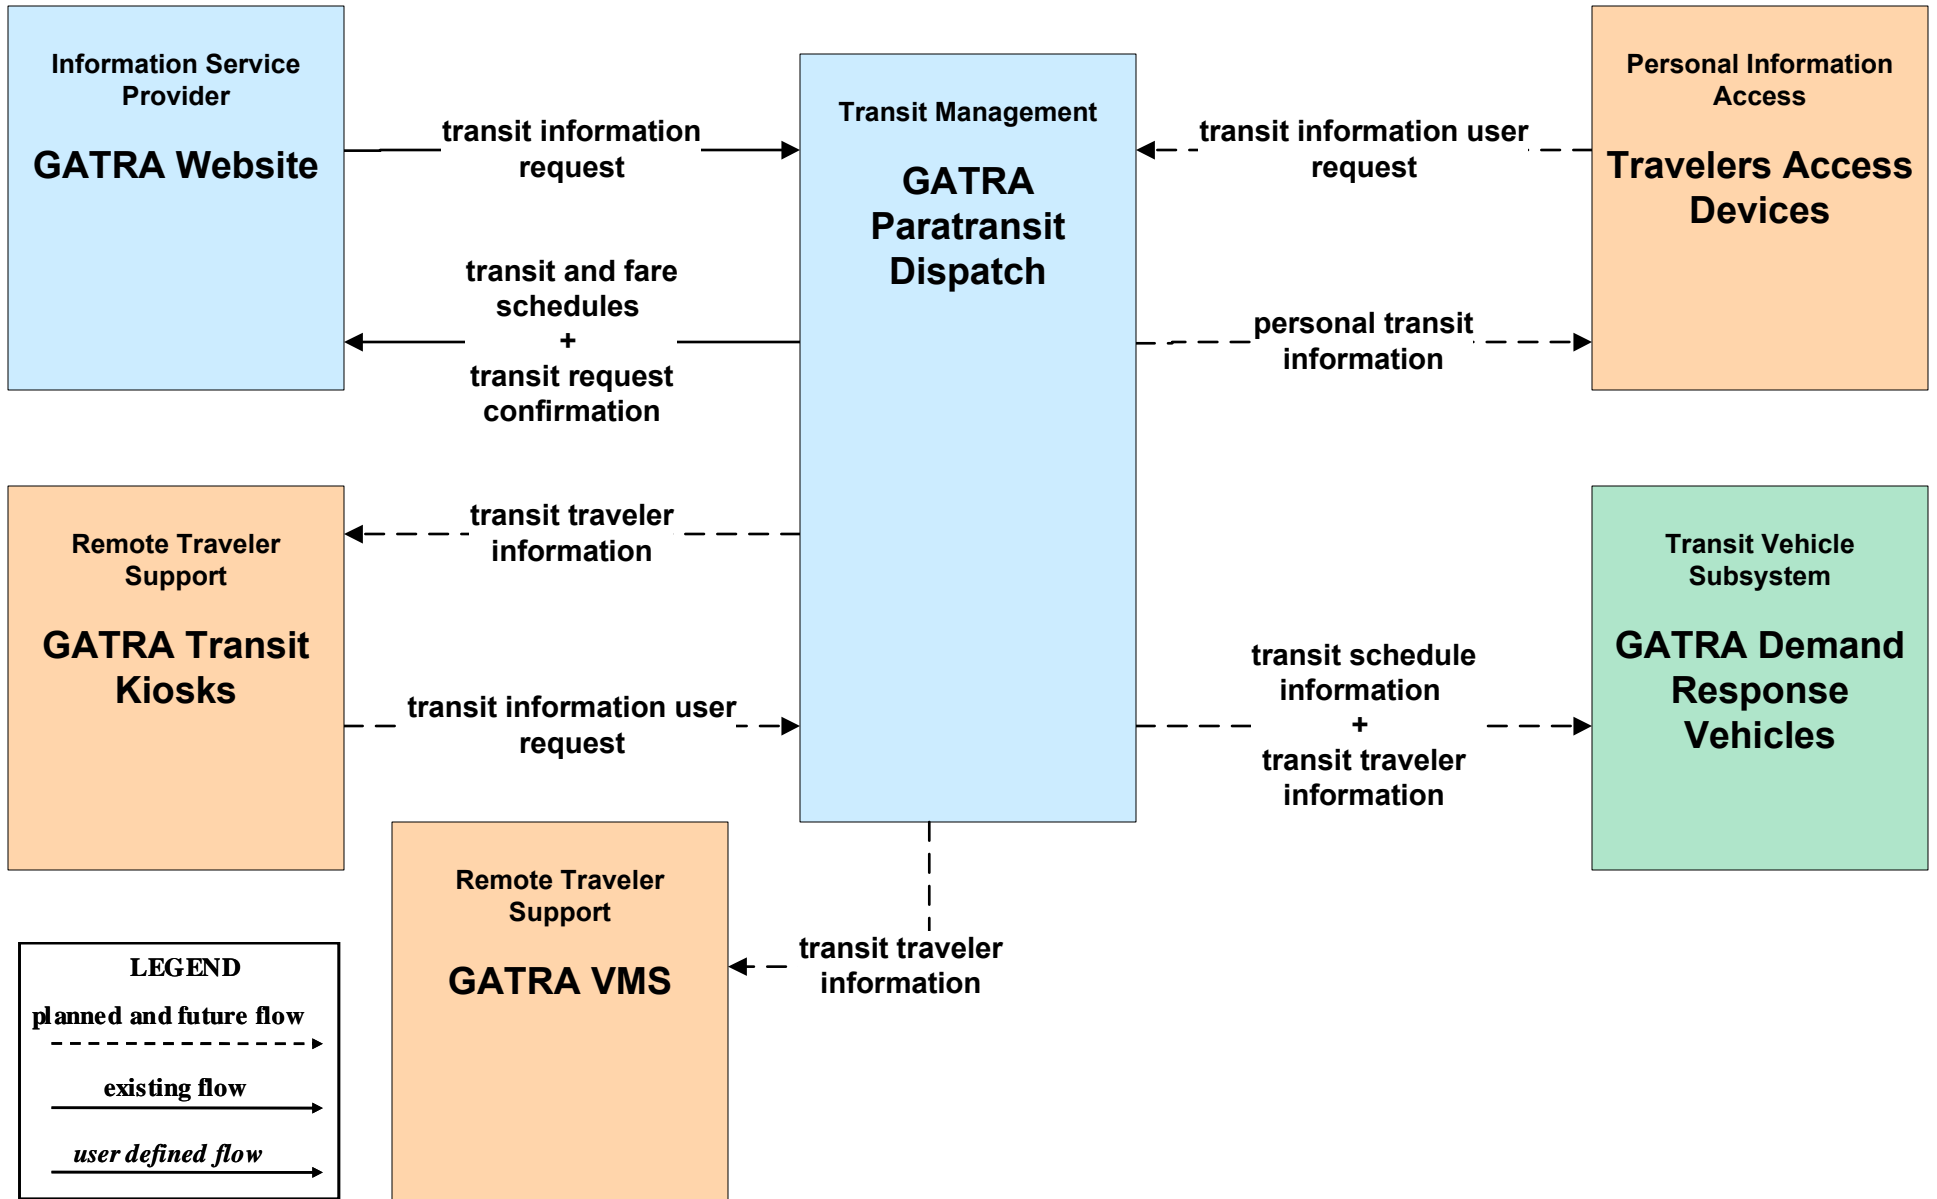 Information Service
Provider
GATRA Website
transit information
request
transit and fare
schedules
+
transit request
confirmation
Transit Management
GATRA
Paratransit
Dispatch
transit information user
request
personal transit
information
Personal Information
Access
Travelers Access
Devices
Remote Traveler
Support
GATRA Transit
Kiosks
transit traveler
information
transit information user
request
transit schedule
information
+
transit traveler
information
Transit Vehicle
Subsystem
GATRA Demand
Response
Vehicles
Remote Traveler
Support
GATRA VMS
transit traveler
information
LEGEND
planned and future flow
existing flow
user defined flow